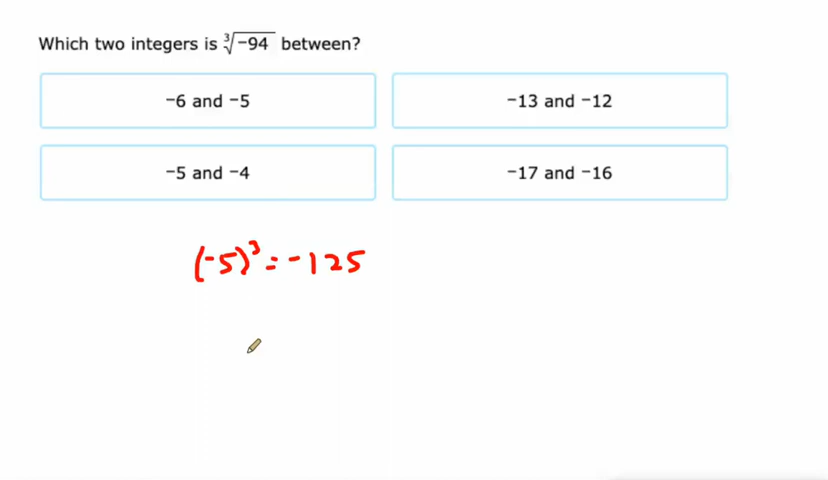 Which two integers is ∛−94 between?
−6 and −5
−13 and −12
−5 and −4
−17 and −16
(-5)³ = -125